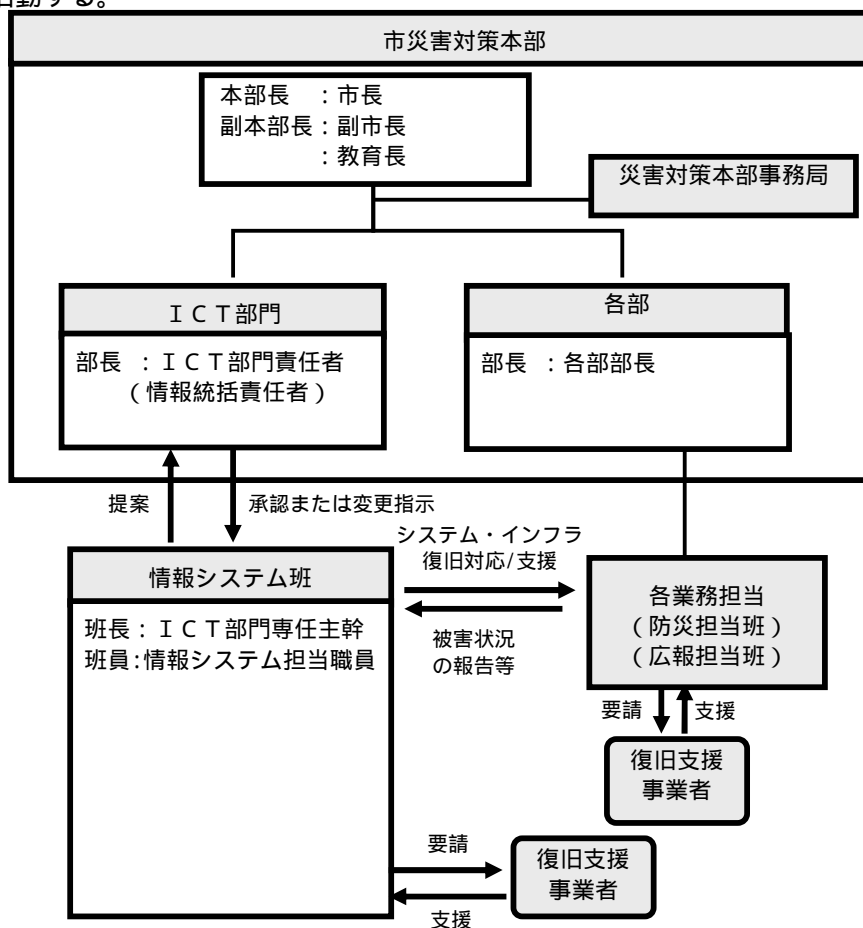 活動する。
市災害対策本部
本部長 ：市長
副本部長：副市長
：教育長
災害対策本部事務局
ＩＣＴ部門
部長 ：ＩＣＴ部門責任者
（情報統括責任者）
各部
部長 ：各部部長
提案
承認または変更指示
情報システム班
班長：ＩＣＴ部門専任主幹
班員：情報システム担当職員
システム・インフラ
復旧対応/支援
被害状況
の報告等
各業務担当
（防災担当班）
（広報担当班）
要請
支援
復旧支援
事業者
要請
支援
復旧支援
事業者